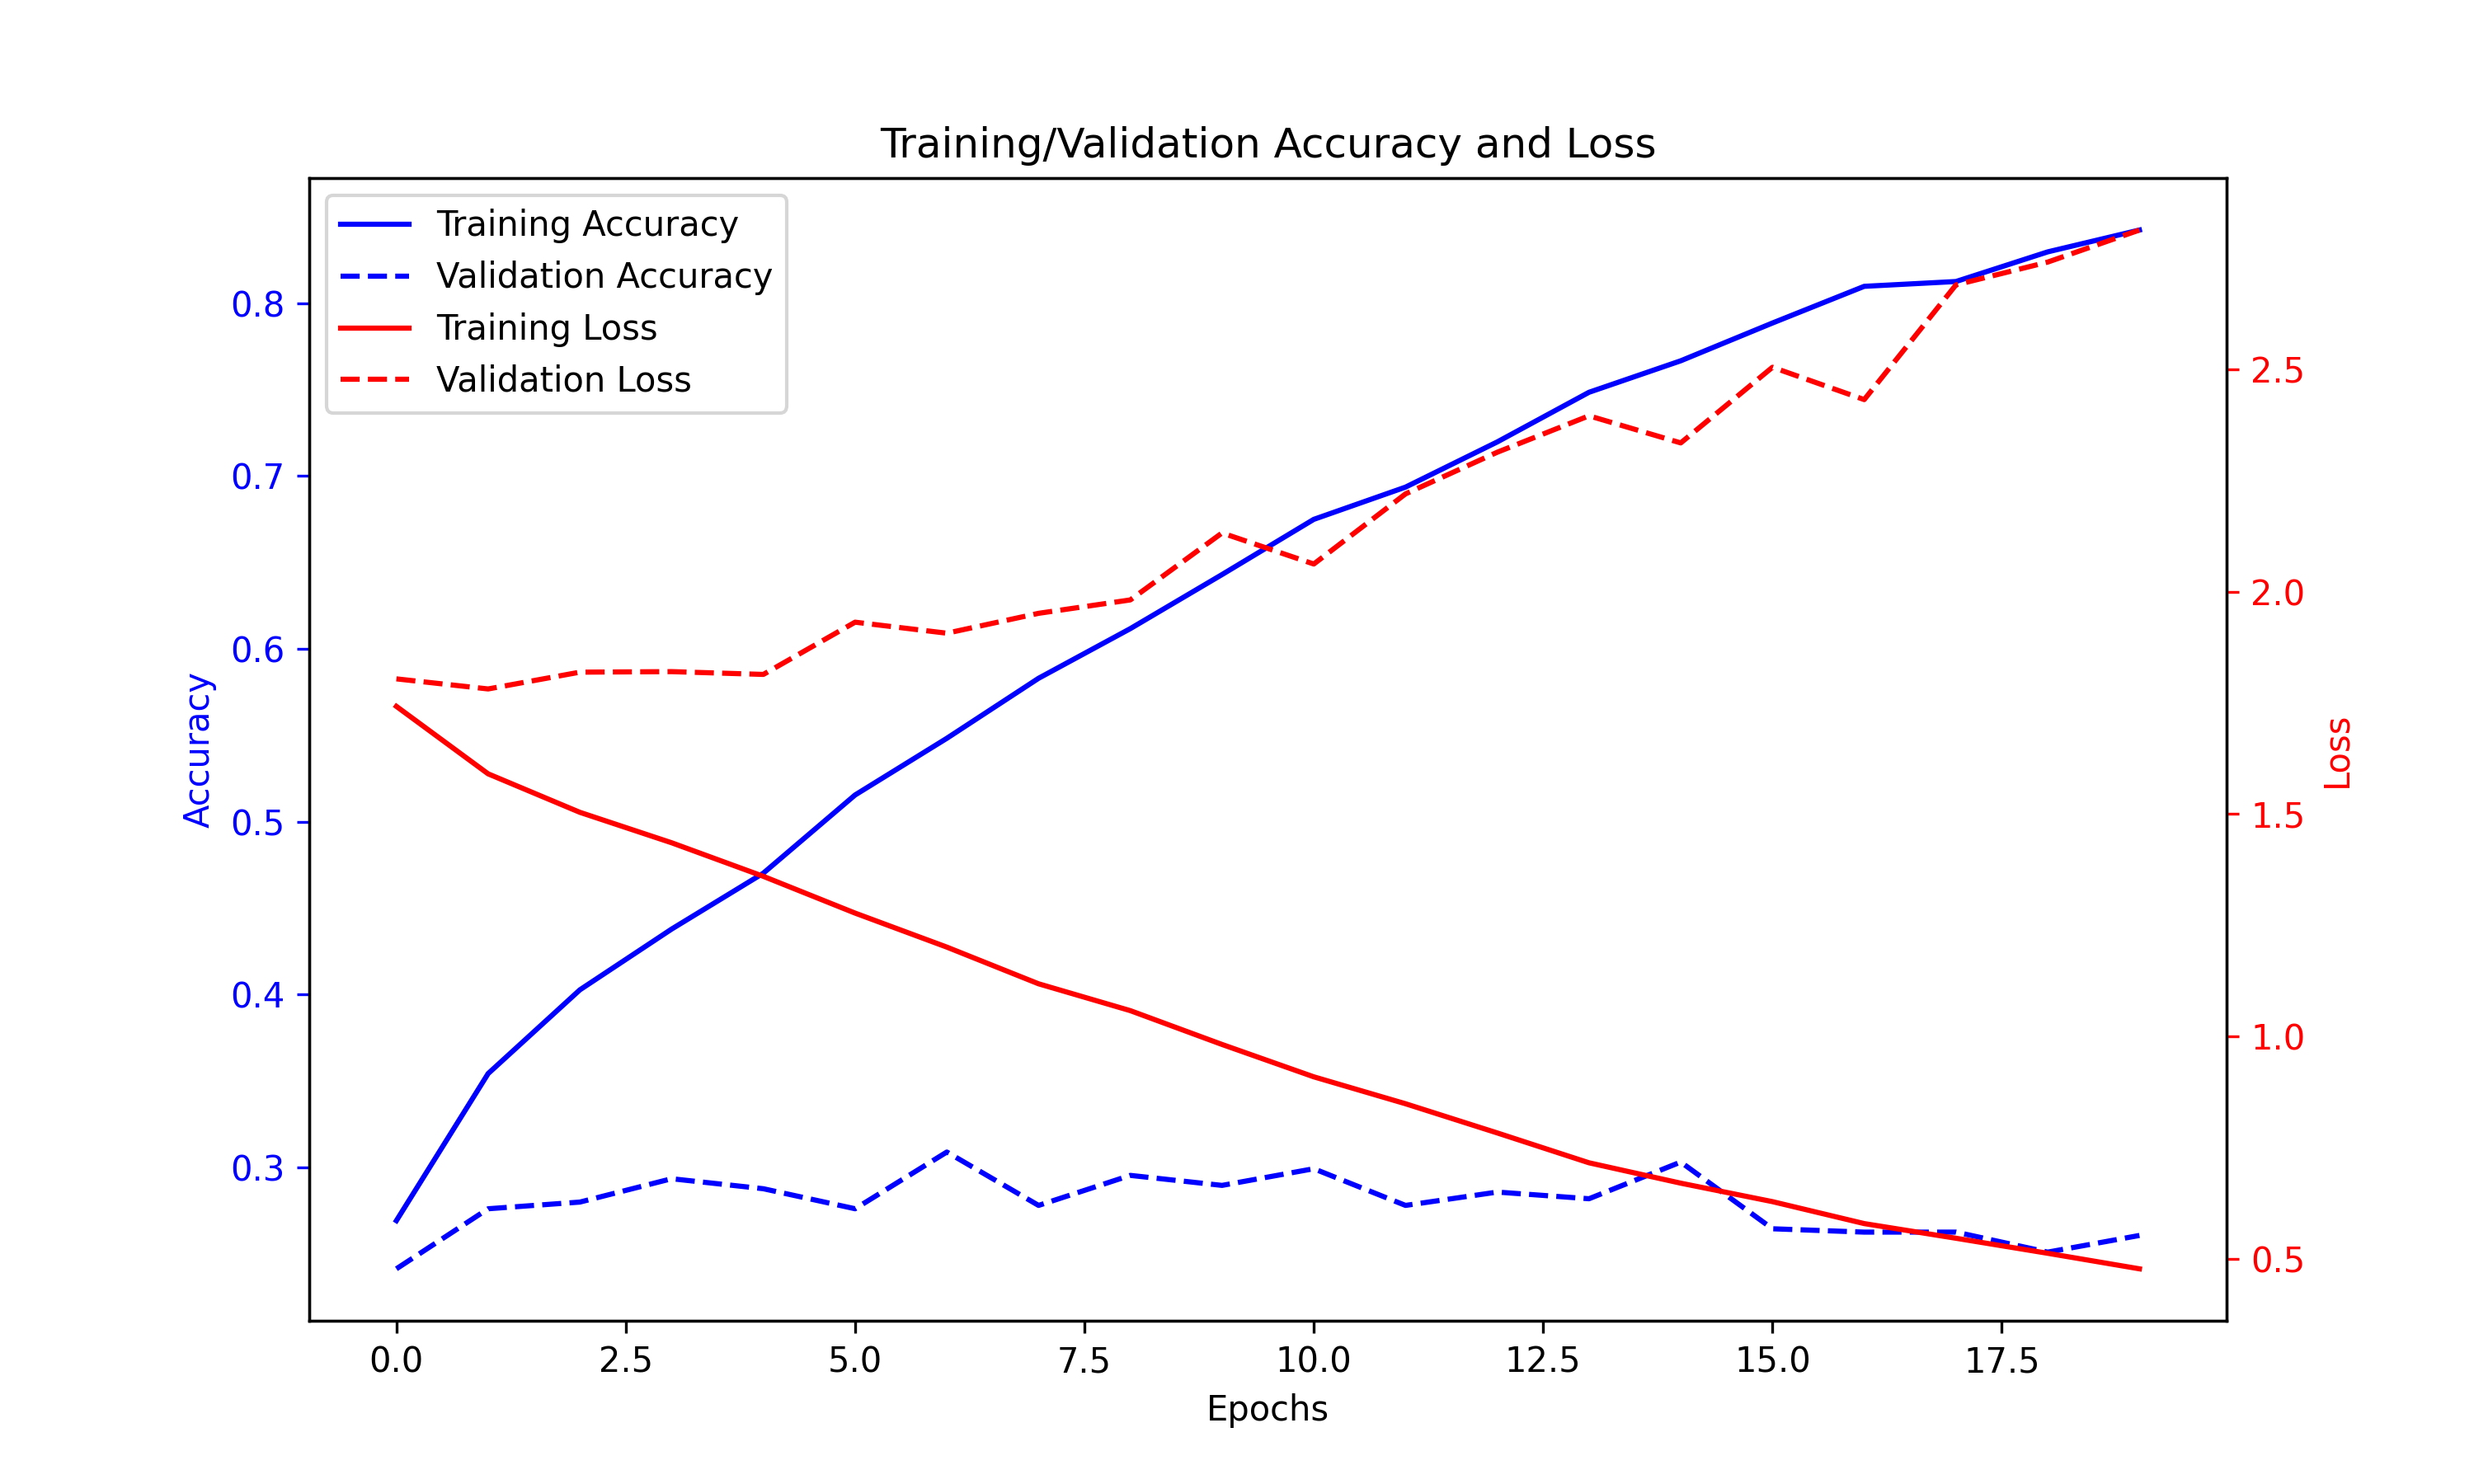 Training/Validation Accuracy and Loss
Training Accuracy
Validation Accuracy
Training Loss
Validation Loss
Accuracy
0.8
0.7
0.6
0.5
0.4
0.3
Loss
2.5
2.0
1.5
1.0
0.5
0.0 2.5 5.0 7.5 10.0 12.5 15.0 17.5
Epochs